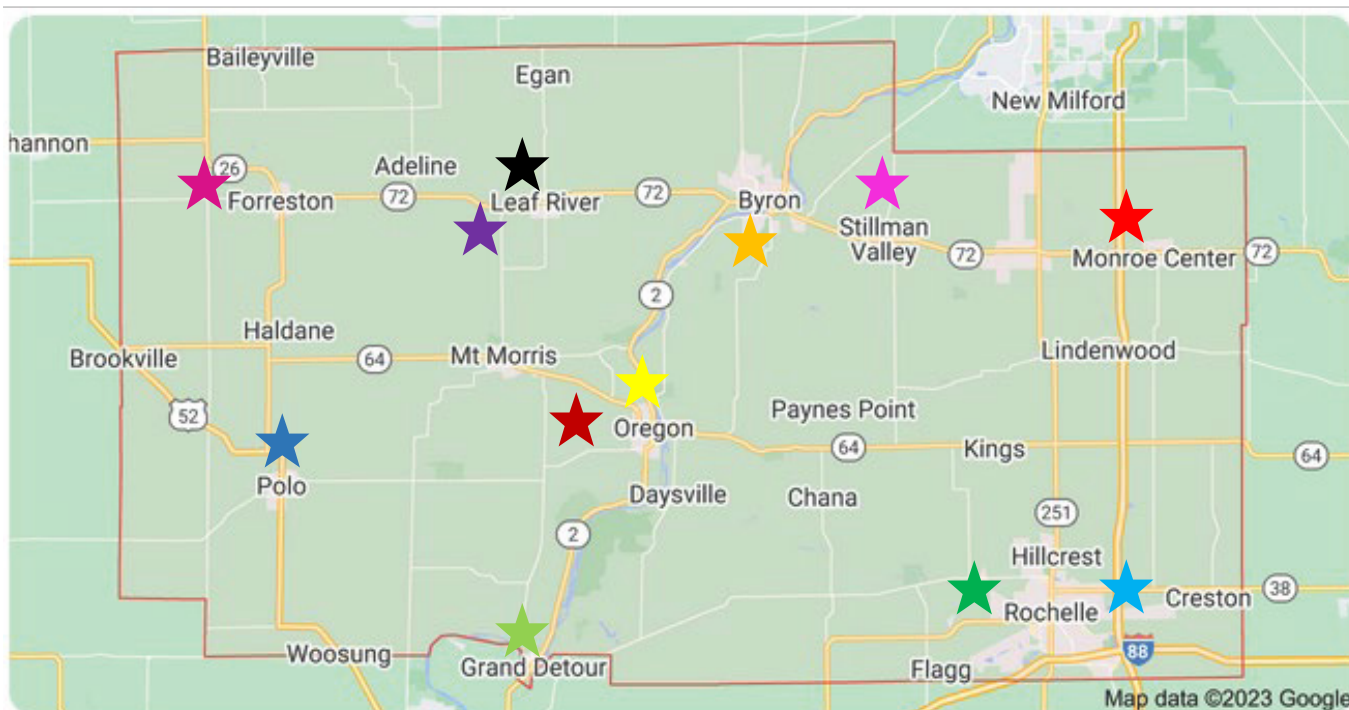 Baileyville
Egan
New Milford
hannon
26
Adeline
Forreston
72
Leaf River
72
Byron
Stillman
Valley
72
Monroe Center
72
2
Haldane
Brookville
64
Mt Morris
Lindenwood
52
Paynes Point
Oregon
64
Kings
64
Polo
Daysville
Chana
2
251
Hillcrest
Rochelle
Creston
38
Woosung
Grand Detour
Flagg
88
Map data ©2023 Google